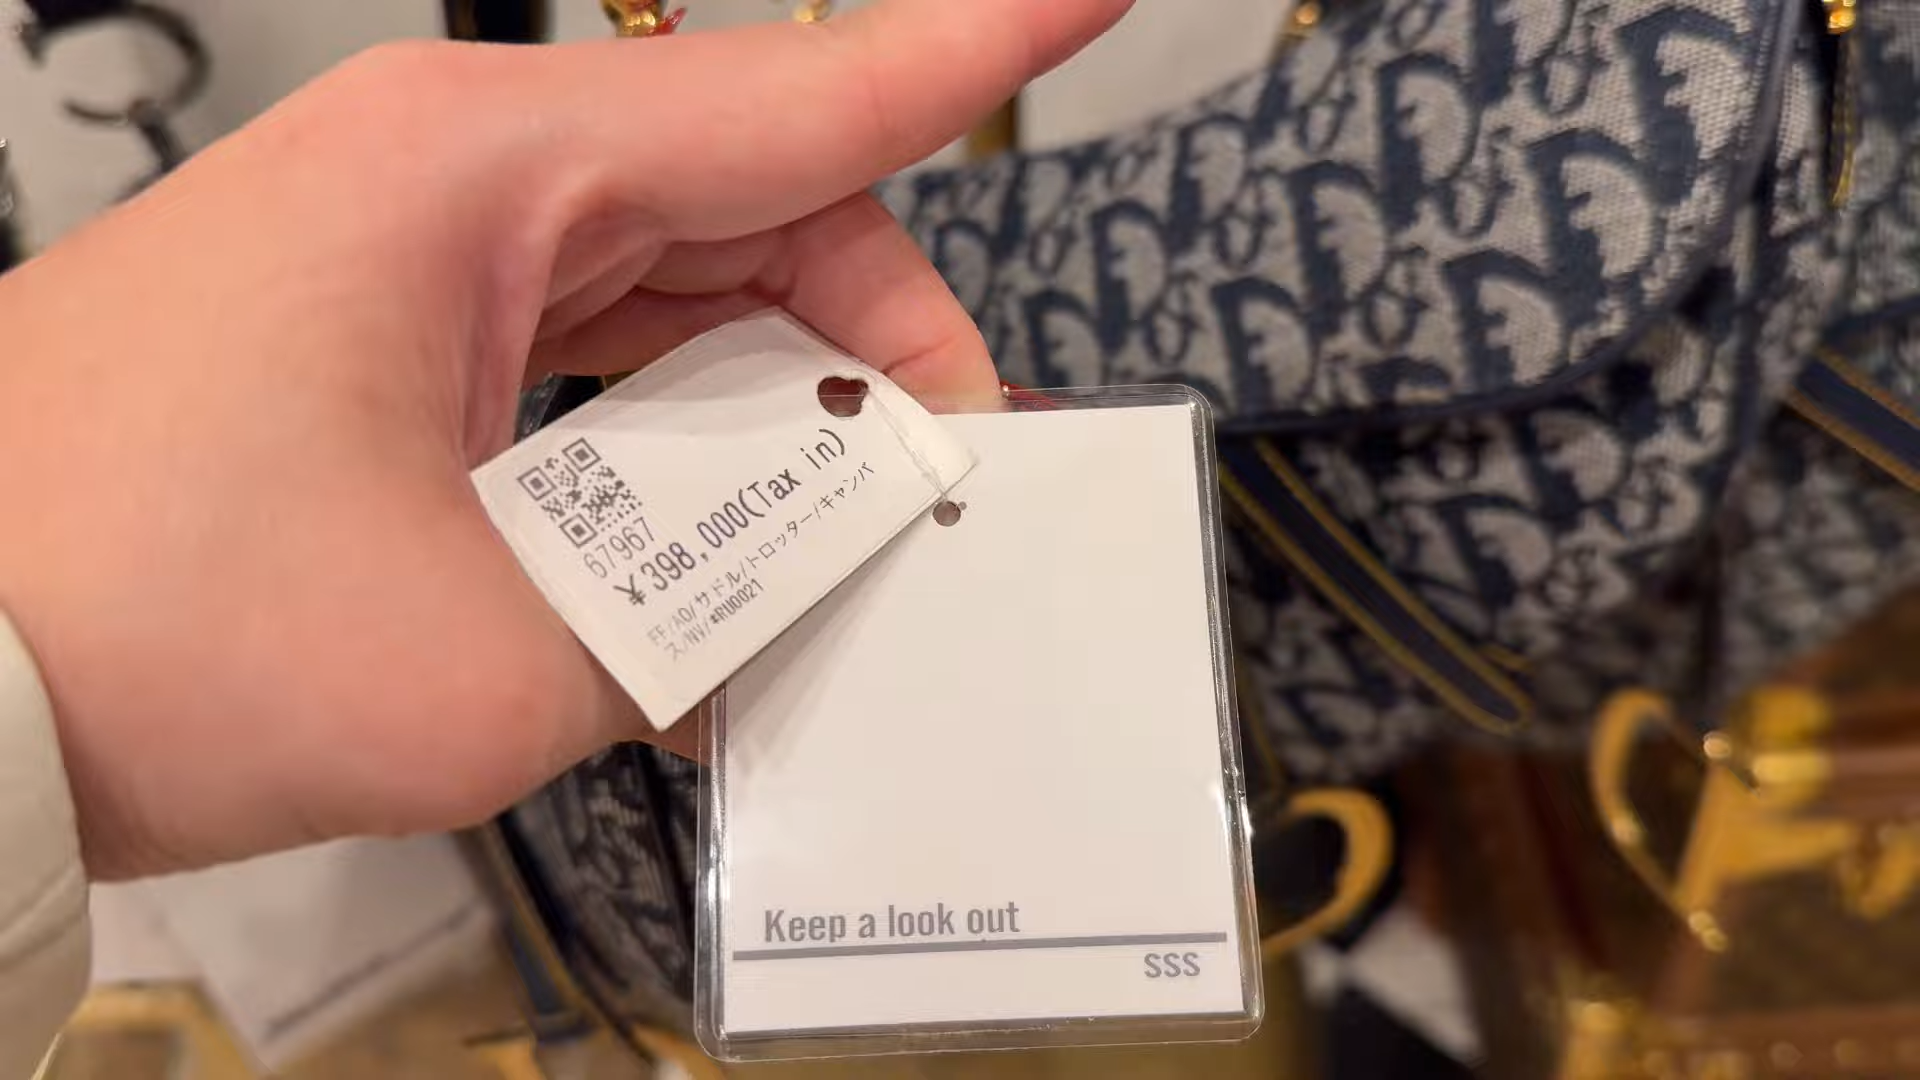 67967
¥398,000(Tax in)
FF/AO/サドル/トロッター/キャンバ
ス/NV/*RU0021
Keep a look out
SSS